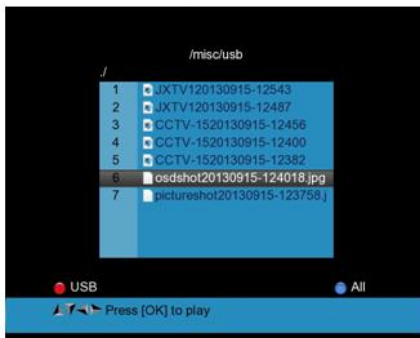 /misc/usb
./
1 JXTV120130915-12543
2 JXTV120130915-12487
3 CCTV-1520130915-12456
4 CCTV-1520130915-12400
5 CCTV-1520130915-12382
6 osdshot20130915-124018.jpg
7 pictureshot20130915-123758.j
USB All
Press [OK] to play